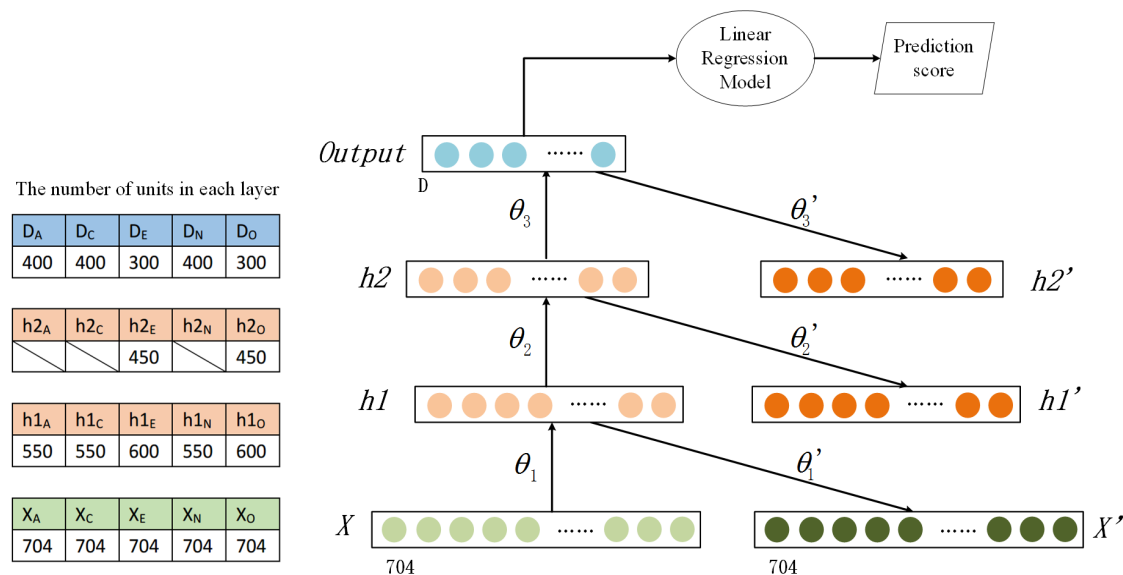 Linear
Regression
Model
Prediction
score
Output
D
θ3
θ3'
h2
h2'
θ2
θ2'
h1
h1'
θ1
θ1'
X
X'
704
704
The number of units in each layer
DA DC DE DN DO
400 400 300 400 300
h2A h2C h2E h2N h2O
450 450
h1A h1C h1E h1N h1O
550 550 600 550 600
XA XC XE XN XO
704 704 704 704 704